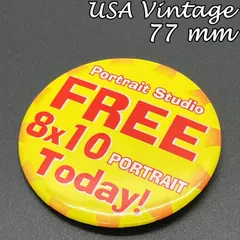 USA Vintage
77 mm
Portrait Studio
FREE
8x10 PORTRAIT
Today!